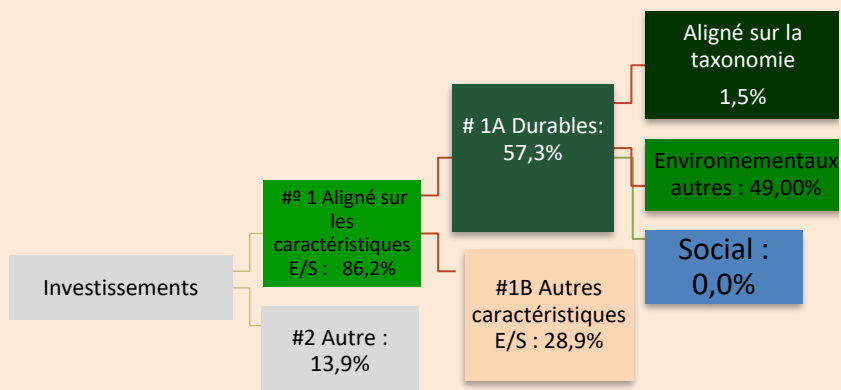 Investissements
#º 1 Aligné sur
les
caractéristiques
E/S : 86,2%
#2 Autre :
13,9%
# 1A Durables:
57,3%
#1B Autres
caractéristiques
E/S : 28,9%
Aligné sur la
taxonomie
1,5%
Environnementaux
autres : 49,00%
Social :
0,0%